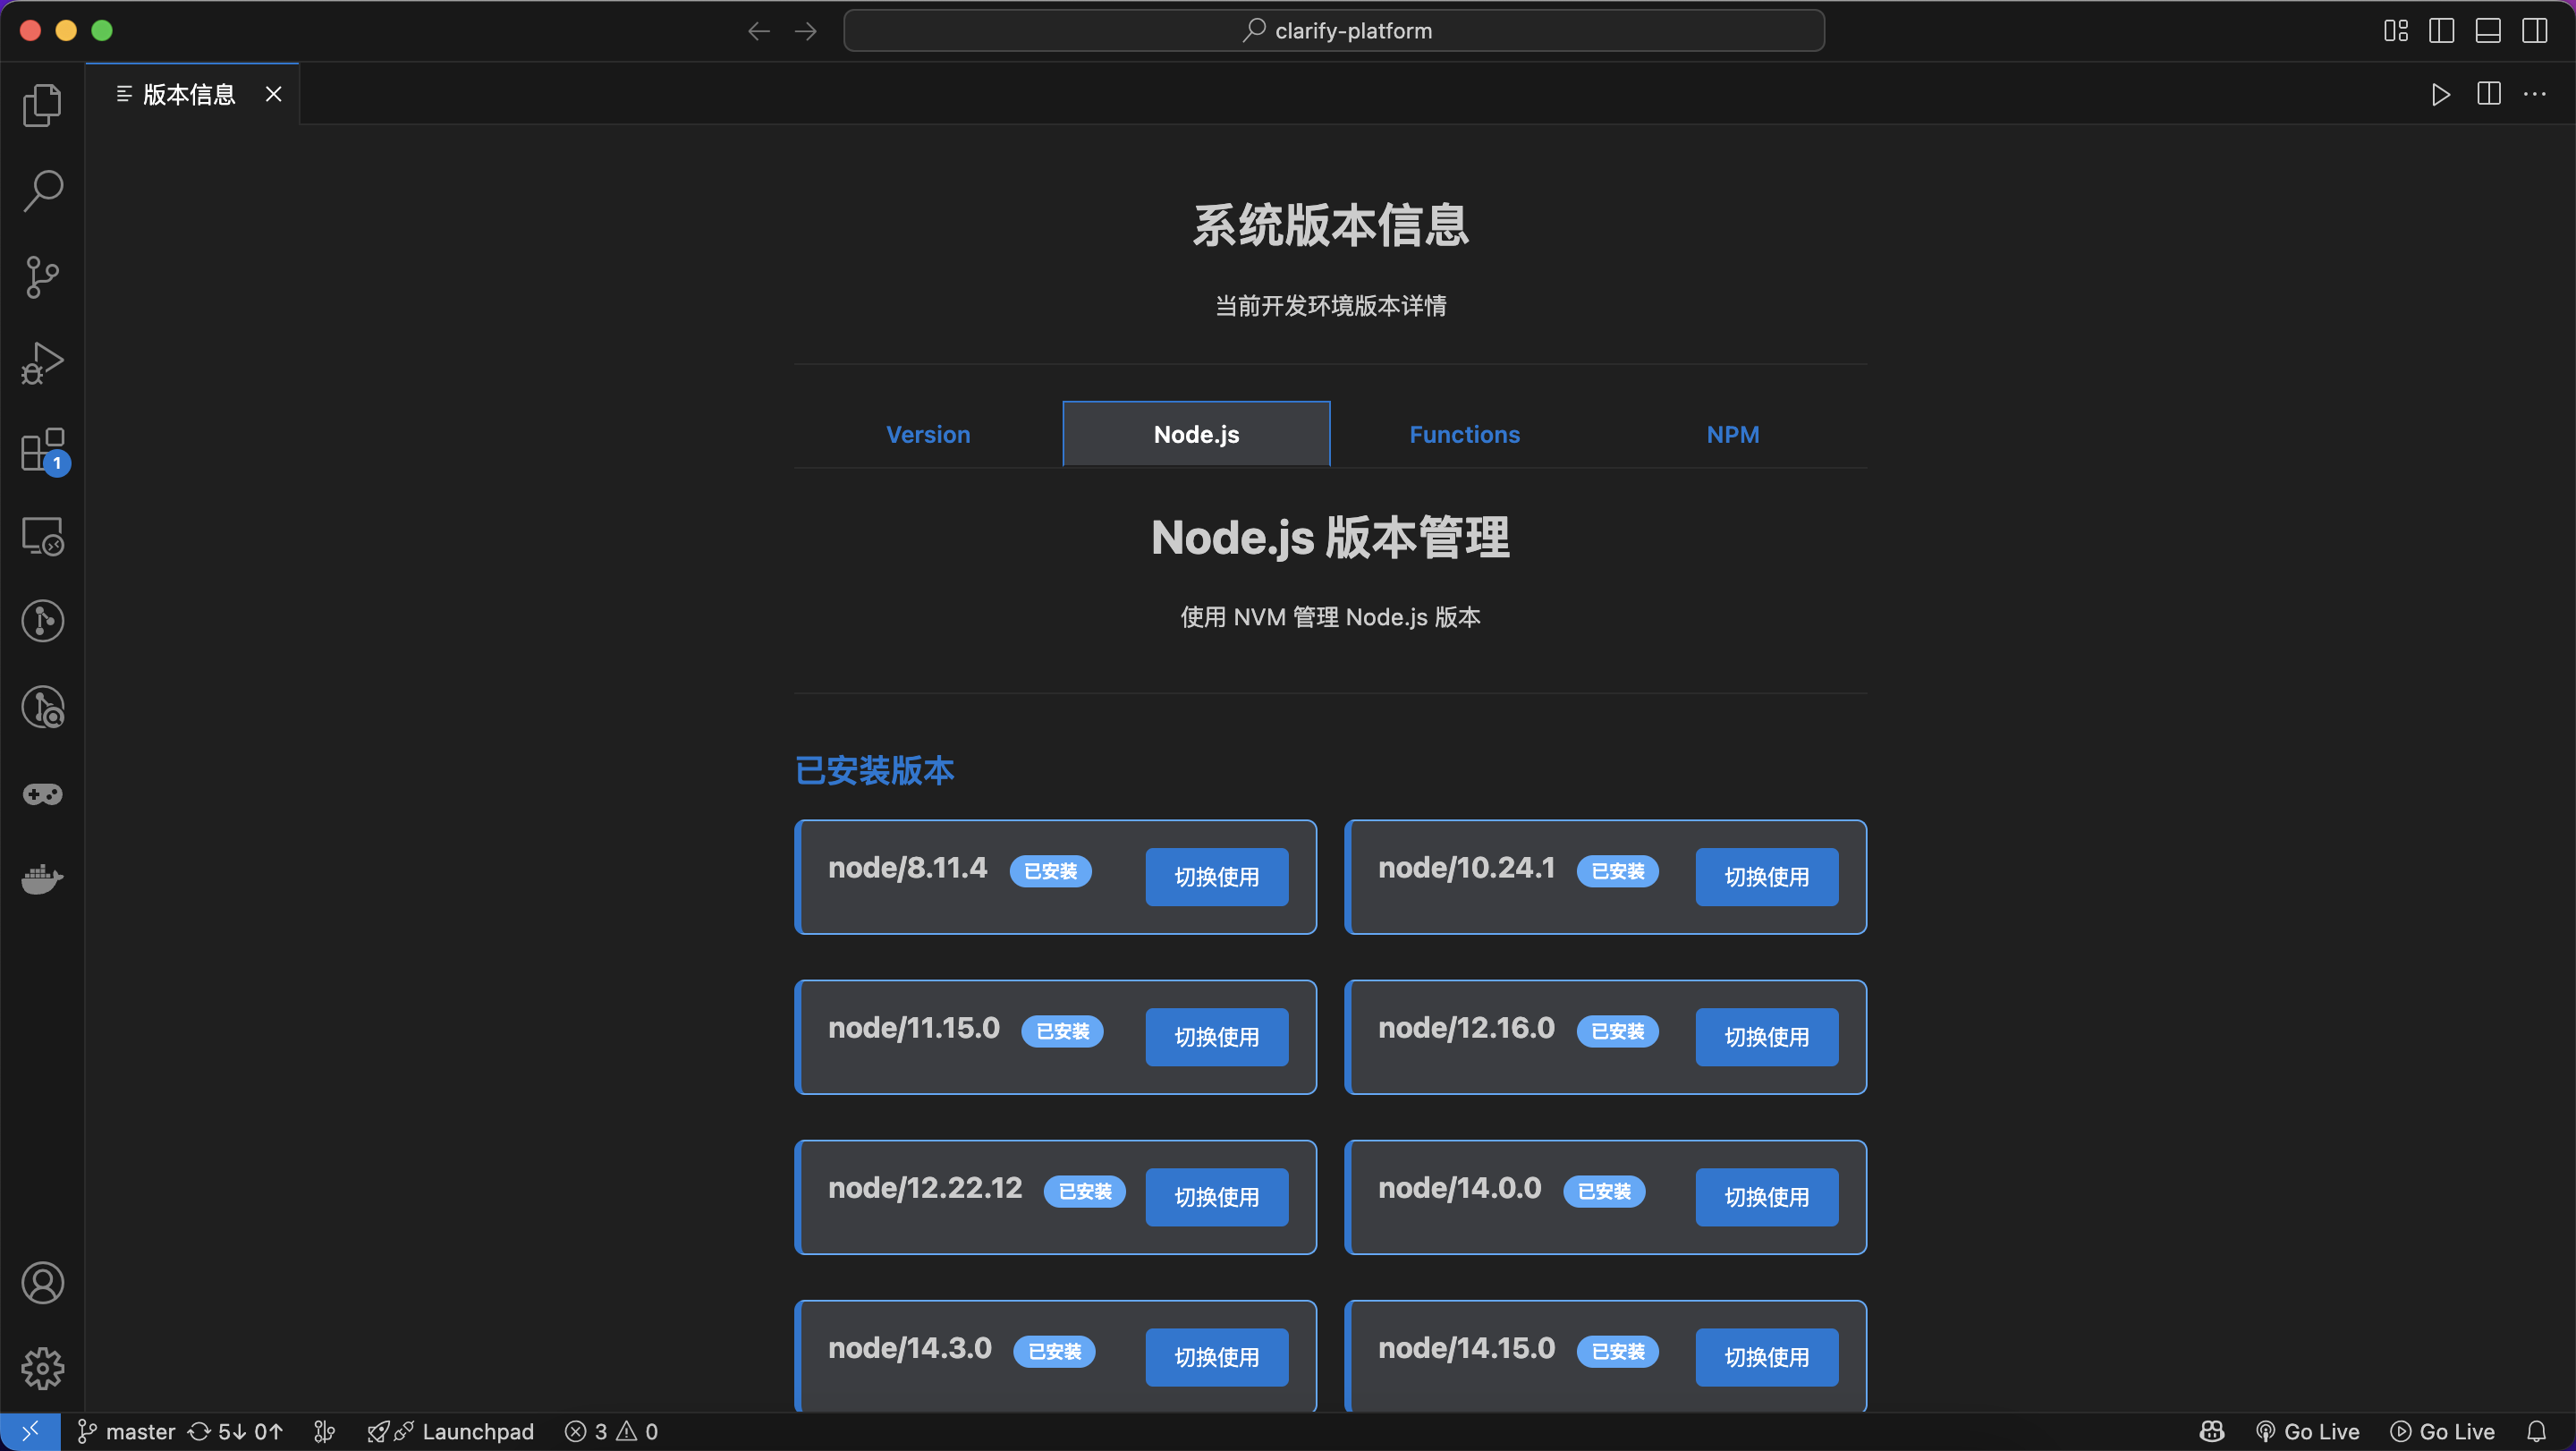 clarify-platform
版本信息
系统版本信息
当前开发环境版本详情
Version Node.js Functions NPM
Node.js 版本管理
使用 NVM 管理 Node.js 版本
已安装版本
node/8.11.4 已安装 切换使用
node/10.24.1 已安装 切换使用
node/11.15.0 已安装 切换使用
node/12.16.0 已安装 切换使用
node/12.22.12 已安装 切换使用
node/14.0.0 已安装 切换使用
node/14.3.0 已安装 切换使用
node/14.15.0 已安装 切换使用
1
master 5↓ 0↑ Launchpad 3 0 Go Live Go Live